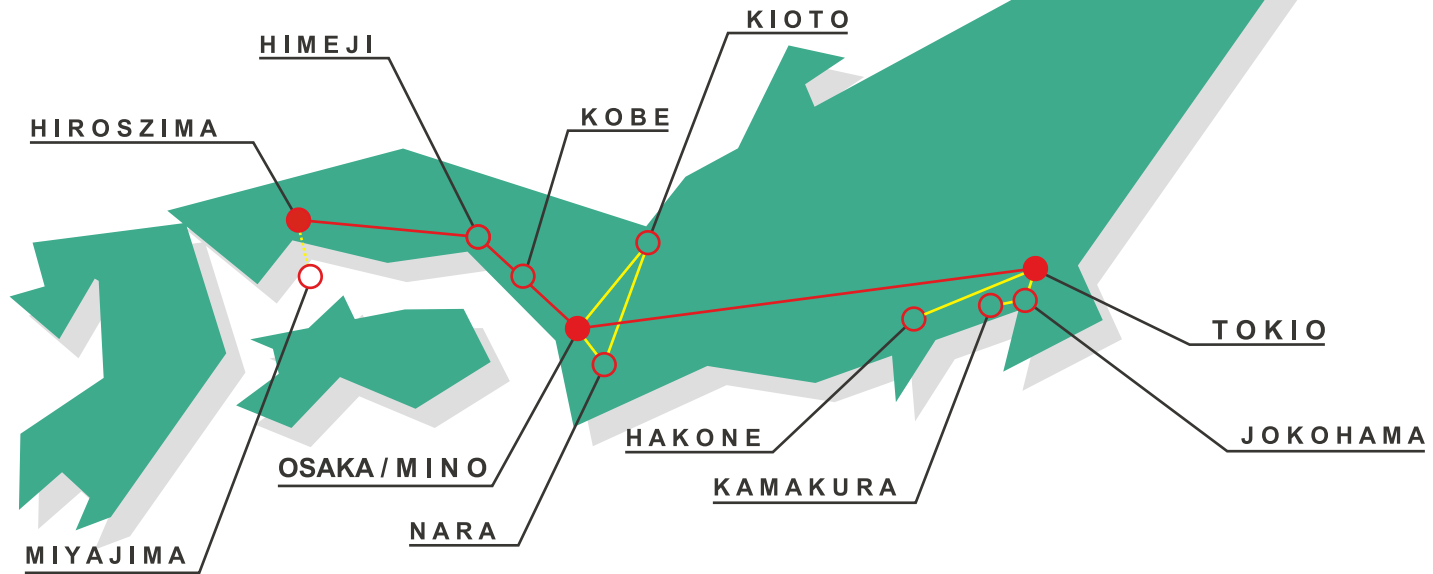 KIOTO
HIMEJI
KOBE
HIROSZIMA
TOKIO
HAKONE
JOKOHAMA
OSAKA/MINO
KAMAKURA
NARA
MIYAJIMA